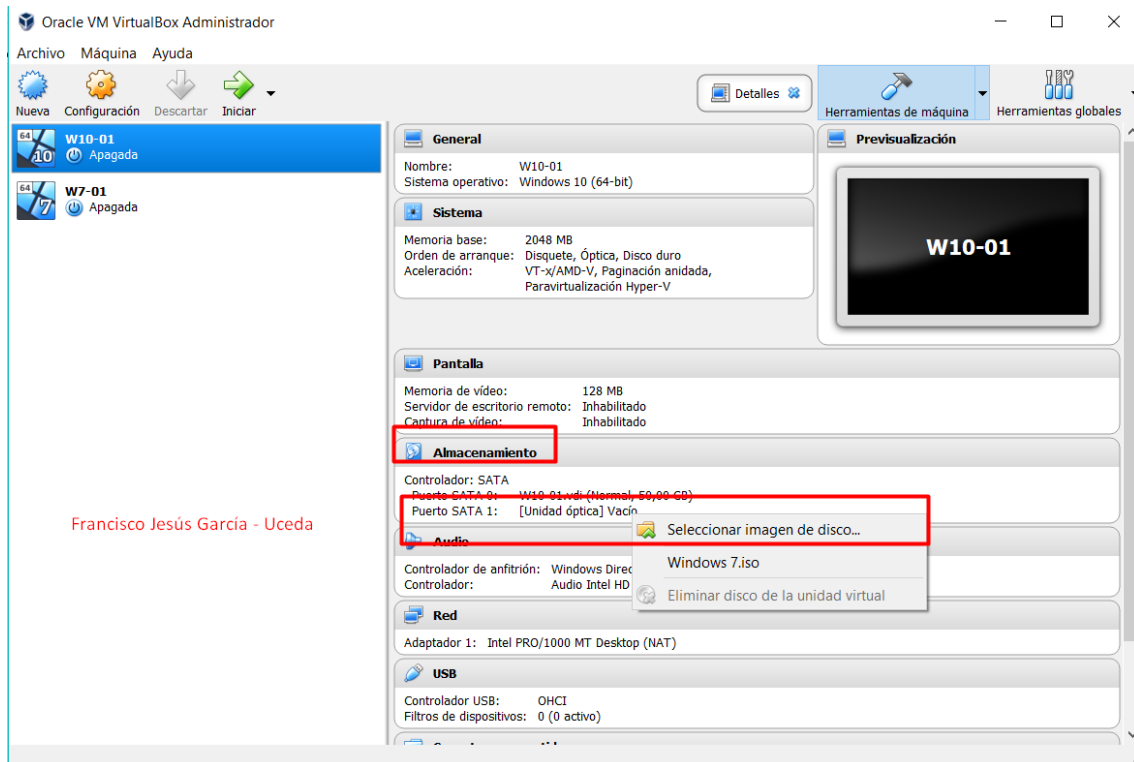 Oracle VM VirtualBox Administrador
Archivo Máquina Ayuda
Nueva Configuración Descartar Iniciar
Detalles
Herramientas de máquina
Herramientas globales
64 10 W10-01
Apagada
64 7 W7-01
Apagada
Francisco Jesús García - Uceda
General
Nombre: W10-01
Sistema operativo: Windows 10 (64-bit)
Sistema
Memoria base: 2048 MB
Orden de arranque: Disquete, Óptica, Disco duro
Aceleración: VT-x/AMD-V, Paginación anidada,
Paravirtualización Hyper-V
Previsualización
W10-01
Pantalla
Memoria de vídeo: 128 MB
Servidor de escritorio remoto: Inhabilitado
Captura de vídeo: Inhabilitado
Almacenamiento
Controlador: SATA
Puerto SATA 0: W10-01.vdi (Normal, 50,00 GB)
Puerto SATA 1: [Unidad óptica] Vacío
Seleccionar imagen de disco...
Windows 7.iso
Eliminar disco de la unidad virtual
Audio
Controlador de anfitrión: Windows Direc
Controlador: Audio Intel HD
Red
Adaptador 1: Intel PRO/1000 MT Desktop (NAT)
USB
Controlador USB: OHCI
Filtros de dispositivos: 0 (0 activo)